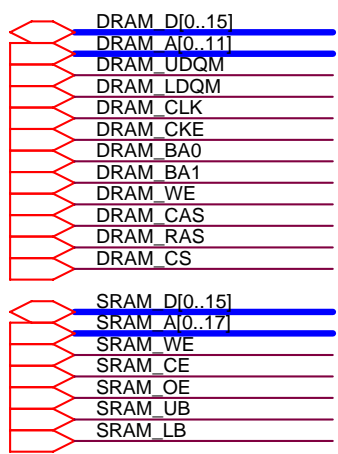 DRAM_D[0..15]
DRAM_A[0..11]
DRAM_UDQM
DRAM_LDQM
DRAM_CLK
DRAM_CKE
DRAM_BA0
DRAM_BA1
DRAM_WE
DRAM_CAS
DRAM_RAS
DRAM_CS
SRAM_D[0..15]
SRAM_A[0..17]
SRAM_WE
SRAM_CE
SRAM_OE
SRAM_UB
SRAM_LB